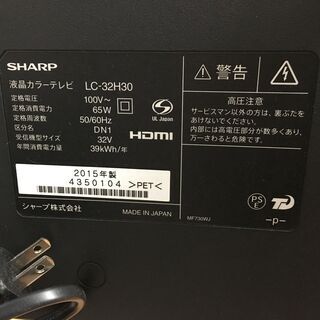 SHARP
液晶カラーテレビ LC-32H30
定格電圧 100V～
定格消費電力 65W
定格周波数 50/60Hz
区分名 DN1
受信機型サイズ 32V
年間消費電力量 39kWh/年
UL Japan
HDMI
2015年製
4350104 >PET<
シャープ株式会社 MADE IN JAPAN
警告
高圧注意
サービスマン以外の方は、裏ぶたを
あけないでください。
内部には高電圧部分が数多くあり、
万一さわると危険です。
PS
E
MF730WJ
-p-